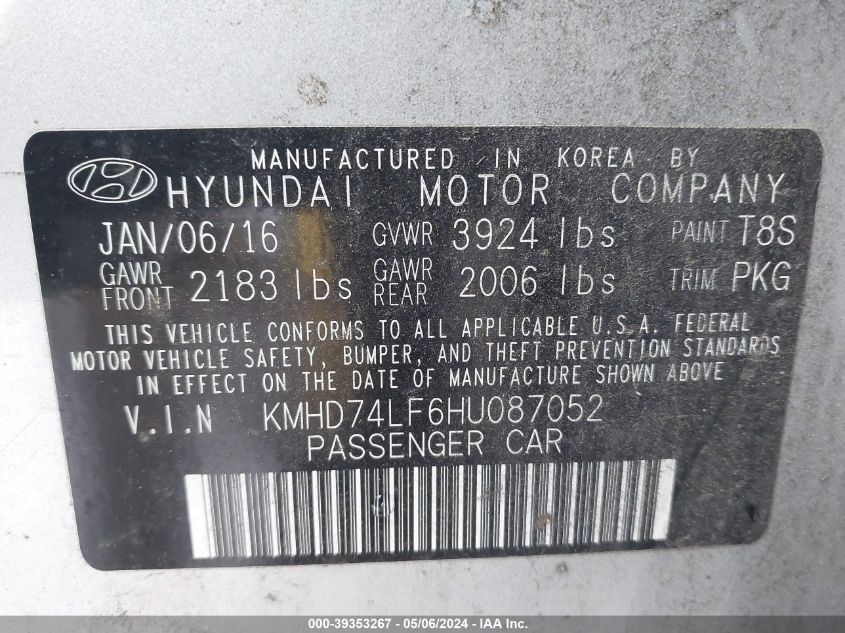 MANUFACTURED IN KOREA BY
HYUNDAI MOTOR COMPANY
JAN/06/16 GVWR 3924 lbs PAINT T8S
GAWR FRONT 2183 lbs GAWR REAR 2006 lbs TRIM PKG
THIS VEHICLE CONFORMS TO ALL APPLICABLE U.S.A. FEDERAL
MOTOR VEHICLE SAFETY, BUMPER, AND THEFT PREVENTION STANDARDS
IN EFFECT ON THE DATE OF MANUFACTURE SHOWN ABOVE
V.I.N KMHD74LF6HU087052
PASSENGER CAR
000-39353267 - 05/06/2024 - IAA Inc.